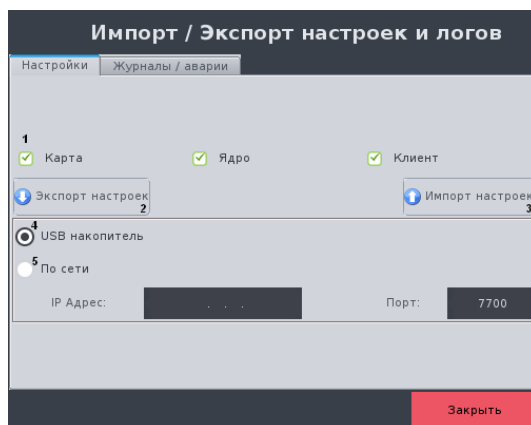 Импорт / Экспорт настроек и логов
Настройки Журналы / аварии
1
Карта Ядро Клиент
Экспорт настроек Импорт настроек
2 3
4 USB накопитель
5 По сети
IP Адрес: . . . Порт: 7700
Закрыть